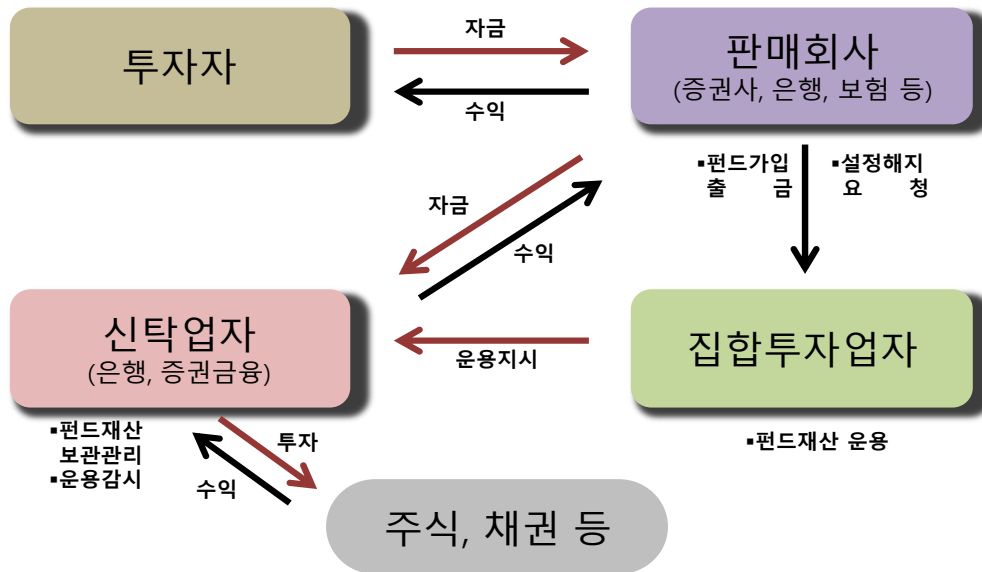 투자자
자금
수익
판매회사
(증권사, 은행, 보험 등)
▪펀드가입
출 금
▪설정해지
요 청
자금
수익
신탁업자
(은행, 증권금융)
운용지시
집합투자업자
▪펀드재산
보관관리
▪운용감시
투자
수익
▪펀드재산 운용
주식, 채권 등